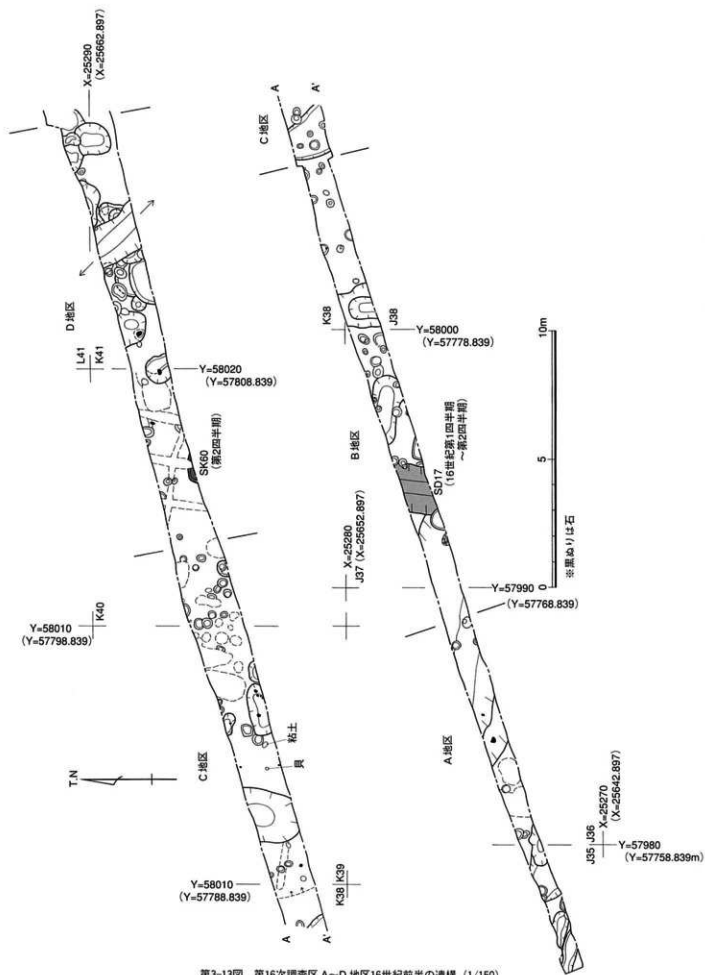 X=25290
(X=25662.897)
D 地区
L41
K41
Y=58020
(Y=57808.839)
SK60
(第2四半期)
Y=58010
(Y=57798.839)
K40
T.N
C 地区
粘土
貝
Y=58010
(Y=57788.839)
K38 K39
A
A'
C 地区
A
A'
K38
J38
Y=58000
(Y=57778.839)
B 地区
SD17
(16世紀第1四半期
～第2四半期)
X=25280
J37 (X=25652.897)
Y=57990
(Y=57768.839)
A 地区
J35 J36
X=25270
(X=25642.897)
Y=57980
(Y=57758.839m)
0
5
10m
※黒ぬりは石
第3-13図 第16次調査区 A～D 地区16世紀前半の遺構 (1/150)